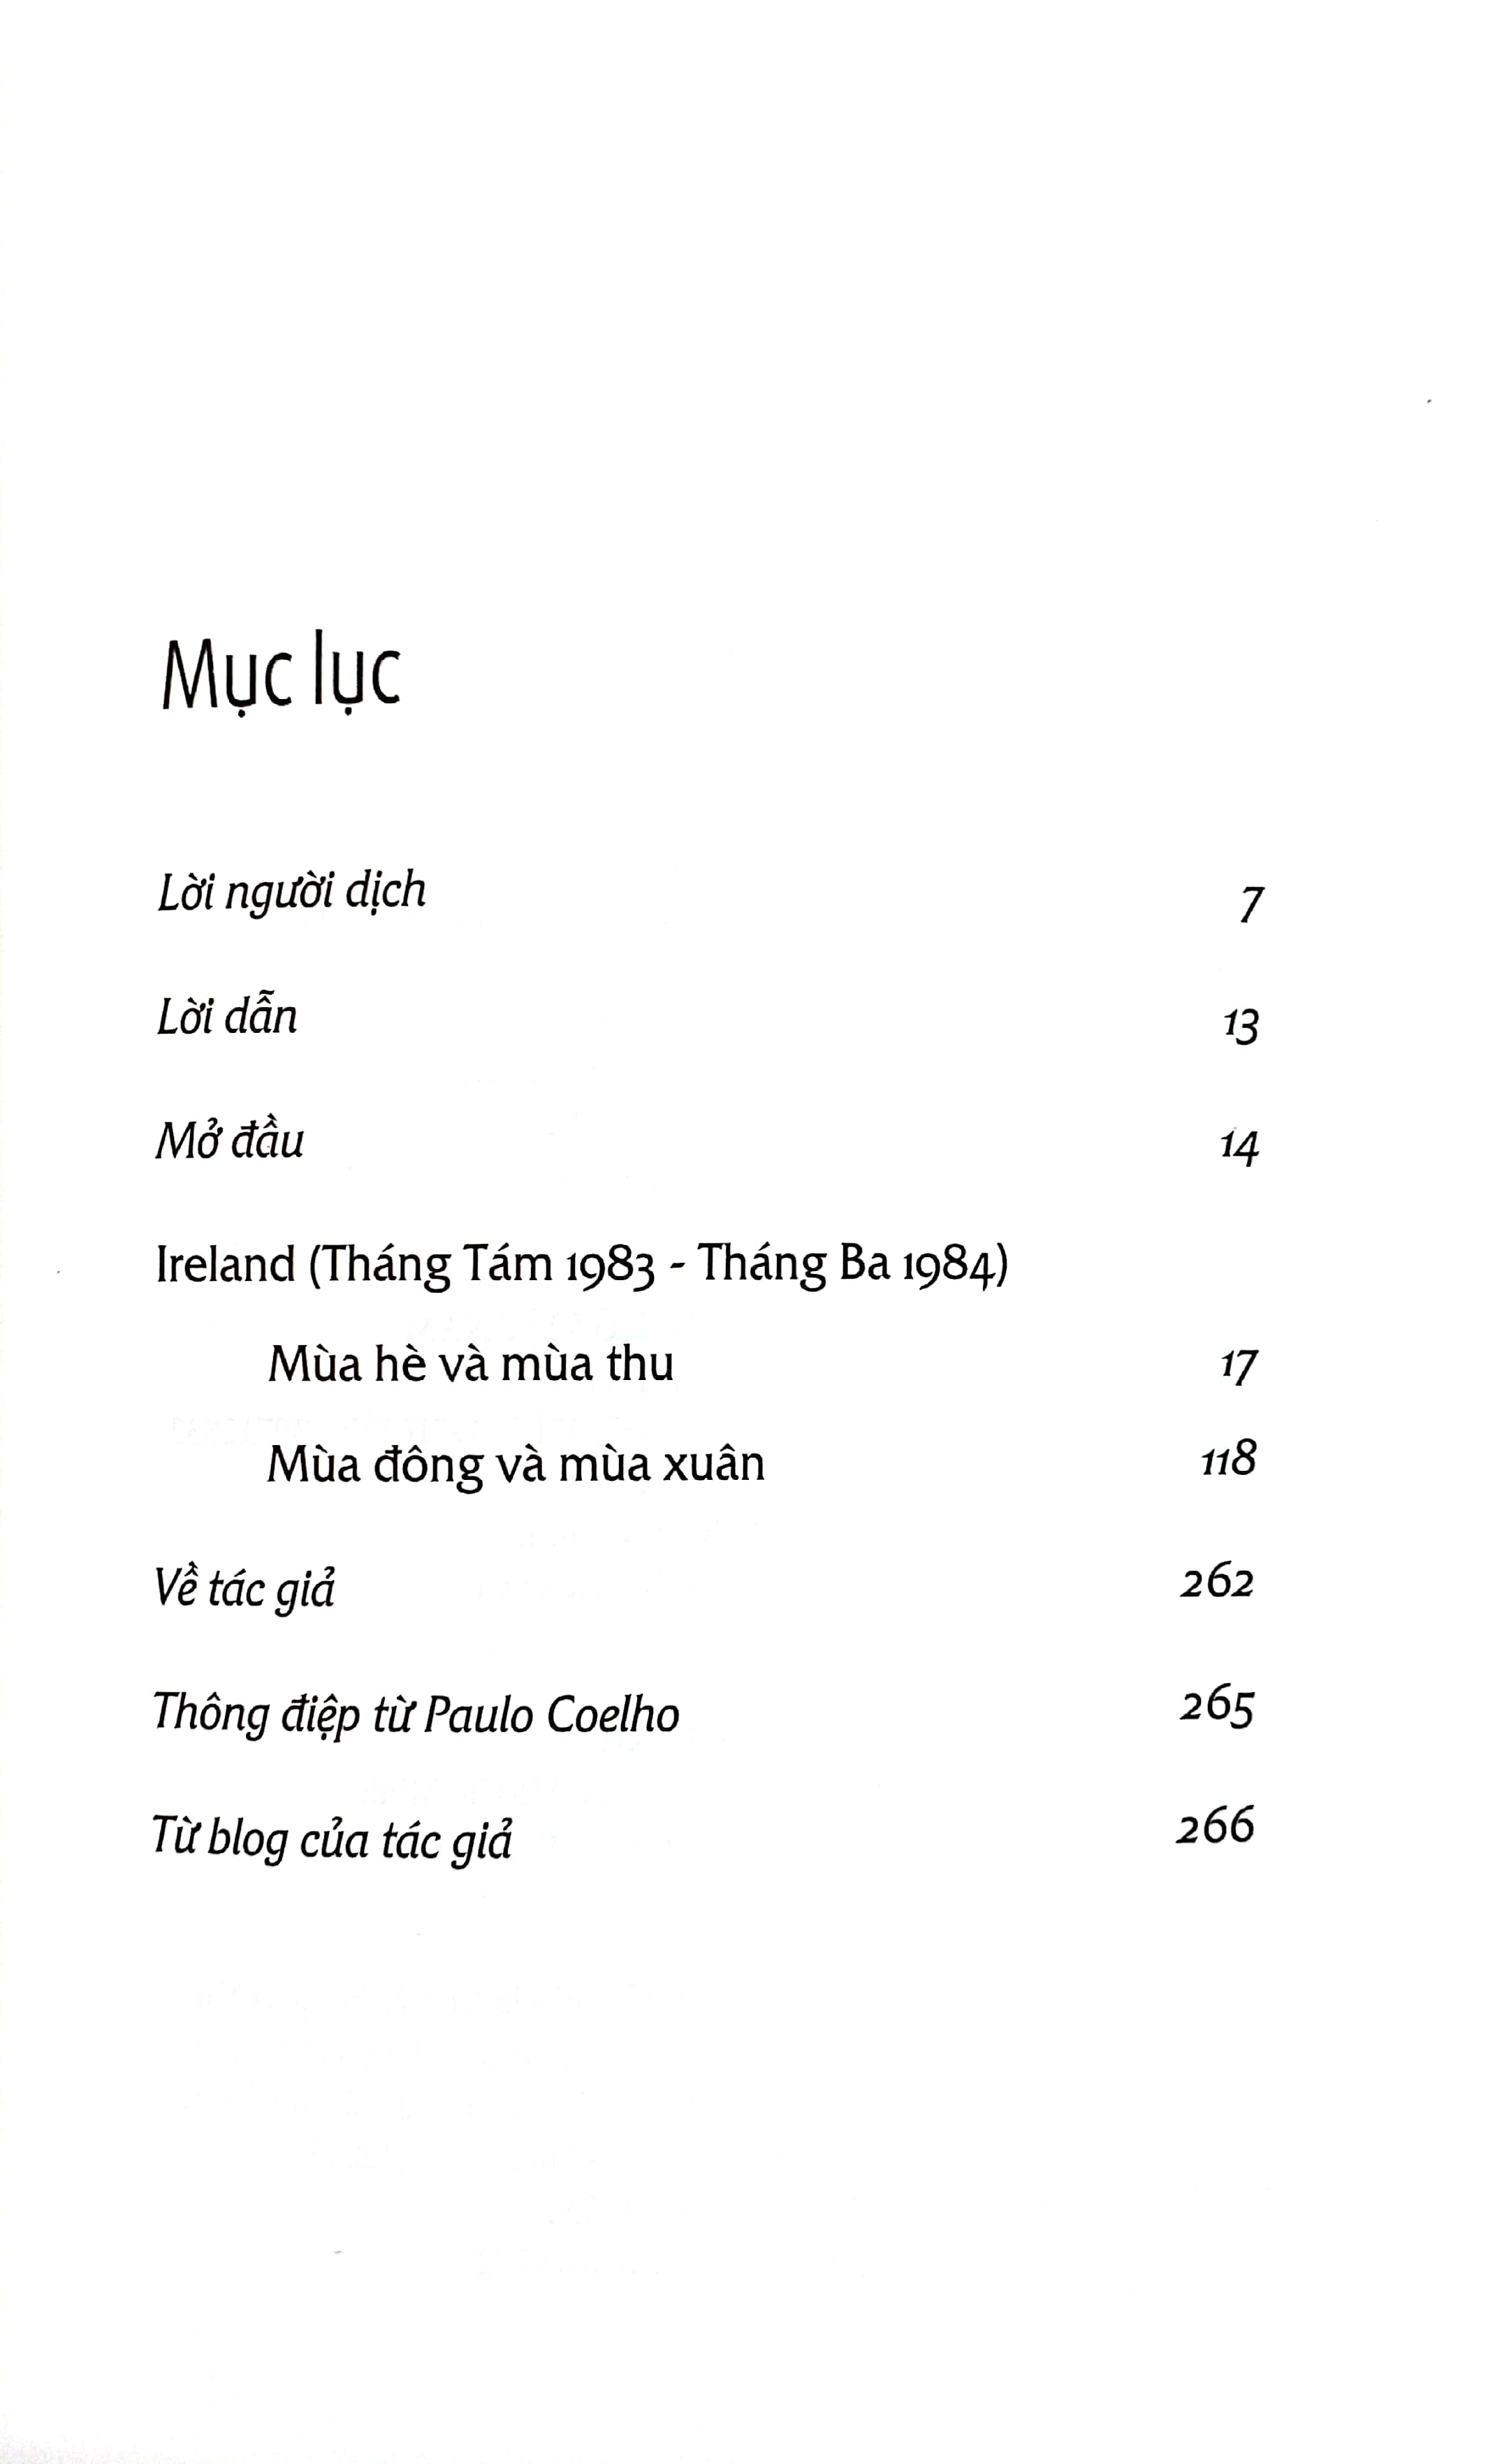 Mục lục
Lời người dịch 7
Lời dẫn 13
Mở đầu 14
Ireland (Tháng Tám 1983 - Tháng Ba 1984)
Mùa hè và mùa thu 17
Mùa đông và mùa xuân 118
Về tác giả 262
Thông điệp từ Paulo Coelho 265
Từ blog của tác giả 266